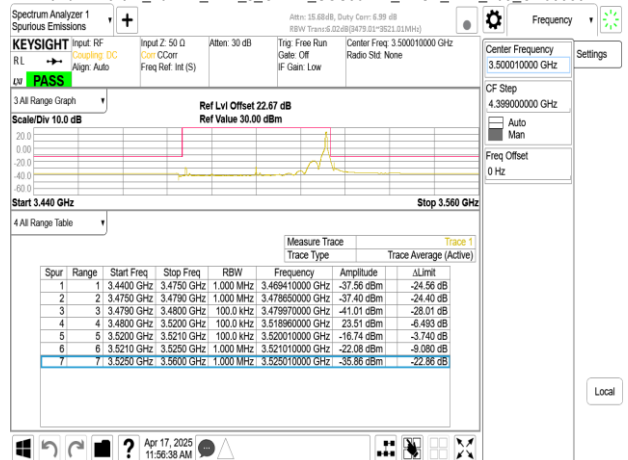 Spectrum Analyzer 1
Spurious Emissions
Attn: 15.68dB, Duty Corr: 6.99 dB
RBW Trans:6.02dB(3479.01~3521.01MHz)
Frequency
KEYSIGHT
RL
LXI
PASS
Input: RF
Coupling: DC
Align: Auto
Input Z: 50 Ω
Corr CCorr
Freq Ref: Int (S)
Atten: 30 dB
Trig: Free Run
Gate: Off
IF Gain: Low
Center Freq: 3.500010000 GHz
Radio Std: None
Center Frequency
3.500010000 GHz
Settings
CF Step
4.399000000 GHz
Auto
Man
Freq Offset
0 Hz
Local
3 All Range Graph
Scale/Div 10.0 dB
Ref Lvl Offset 22.67 dB
Ref Value 30.00 dBm
20.0
0.00
-20.0
-40.0
-60.0
Start 3.440 GHz
Stop 3.560 GHz
4 All Range Table
Measure Trace Trace 1
Trace Type Trace Average (Active)
Spur Range Start Freq Stop Freq RBW Frequency Amplitude ΔLimit
1 1 3.4400 GHz 3.4750 GHz 1.000 MHz 3.469410000 GHz -37.56 dBm -24.56 dB
2 2 3.4750 GHz 3.4790 GHz 1.000 MHz 3.478650000 GHz -37.40 dBm -24.40 dB
3 3 3.4790 GHz 3.4800 GHz 100.0 kHz 3.479970000 GHz -41.01 dBm -28.01 dB
4 4 3.4800 GHz 3.5200 GHz 100.0 kHz 3.518960000 GHz 23.51 dBm -6.493 dB
5 5 3.5200 GHz 3.5210 GHz 100.0 kHz 3.520010000 GHz -16.74 dBm -3.740 dB
6 6 3.5210 GHz 3.5250 GHz 1.000 MHz 3.521010000 GHz -22.08 dBm -9.080 dB
7 7 3.5250 GHz 3.5600 GHz 1.000 MHz 3.525010000 GHz -35.86 dBm -22.86 dB
?
Apr 17, 2025
11:56:38 AM